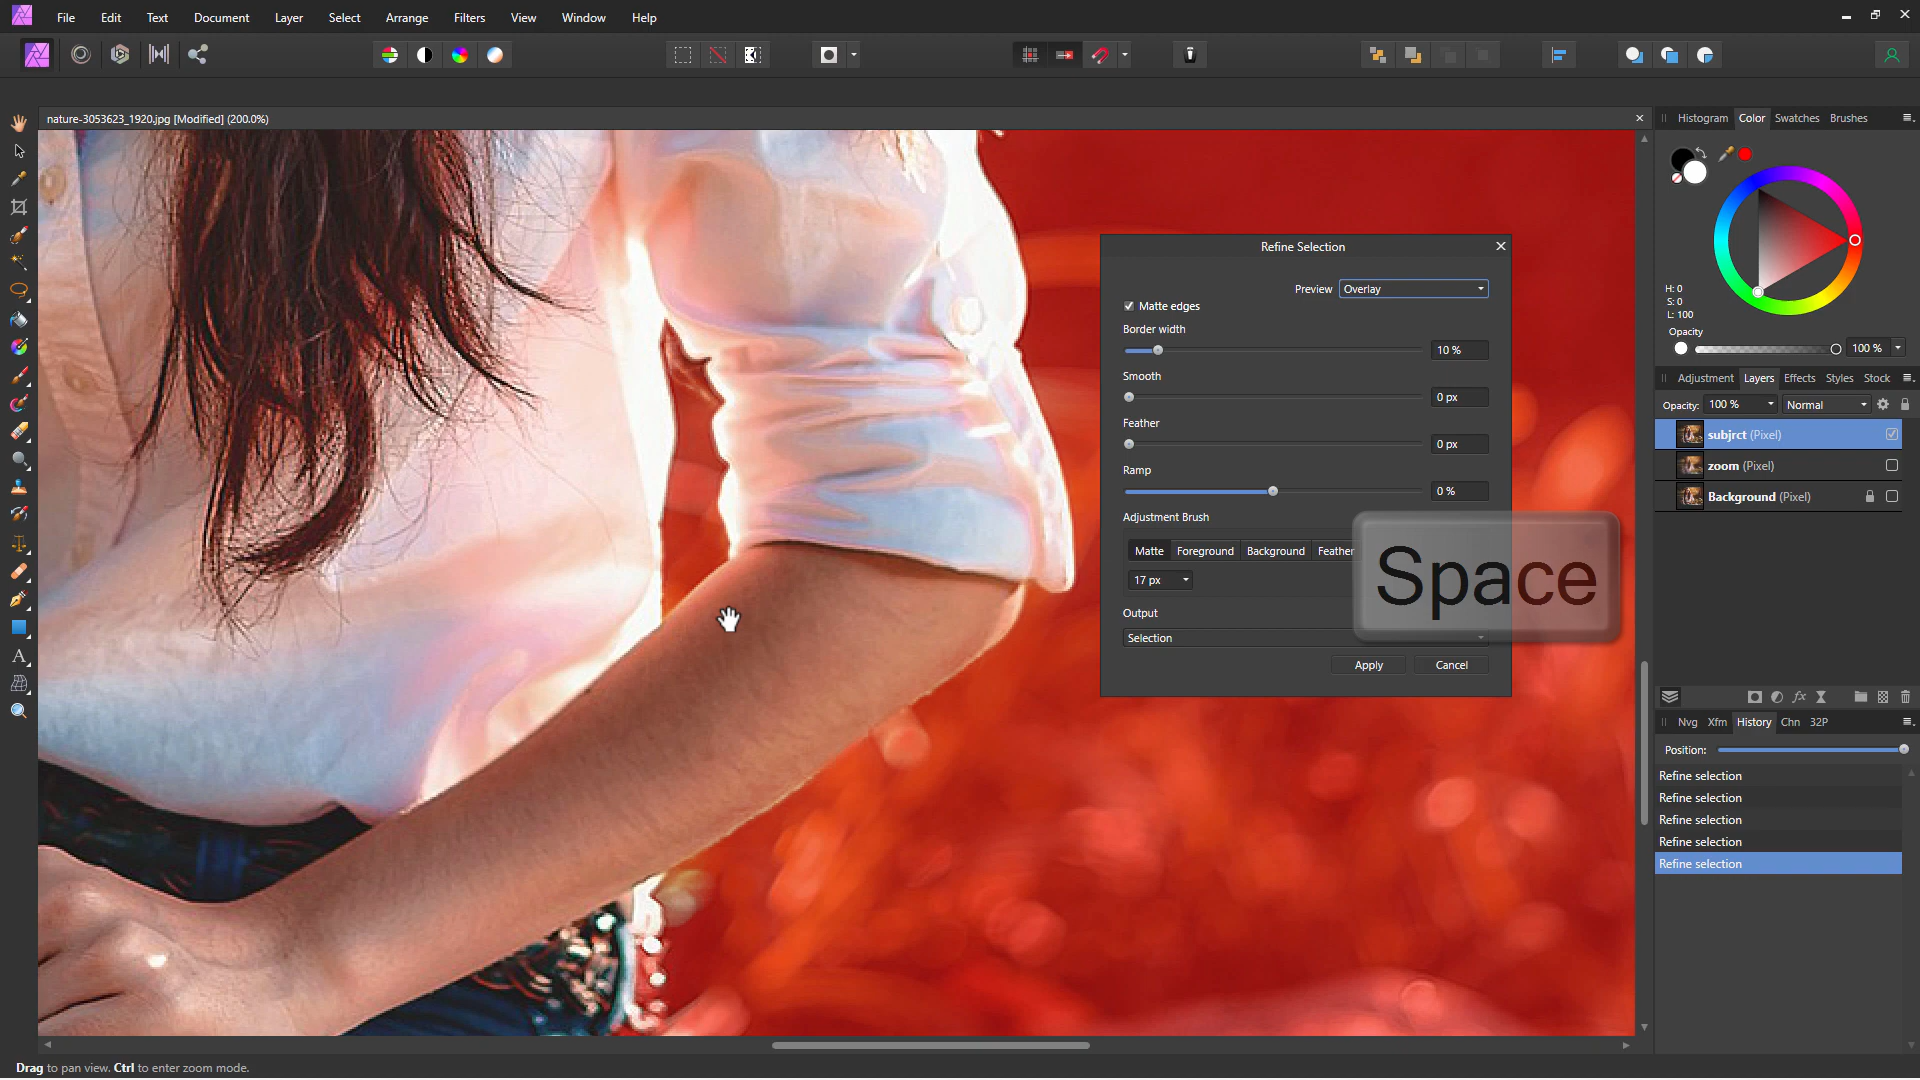 File Edit Text Document Layer Select Arrange Filters View Window Help
nature-3053623_1920.jpg [Modified] (200.0%)
Histogram Color Swatches Brushes
H: 0
S: 0
L: 100
Opacity
100 %
Refine Selection
Preview Overlay
Matte edges
Border width
10 %
Smooth
0 px
Feather
0 px
Ramp
0 %
Adjustment Brush
Matte Foreground Background Feather
17 px
Output
Selection
Apply Cancel
Space
Adjustment Layers Effects Styles Stock
Opacity: 100 % Normal
subjrct (Pixel)
zoom (Pixel)
Background (Pixel)
Nvg Xfm History Chn 32P
Position:
Refine selection
Refine selection
Refine selection
Refine selection
Refine selection
Drag to pan view. Ctrl to enter zoom mode.